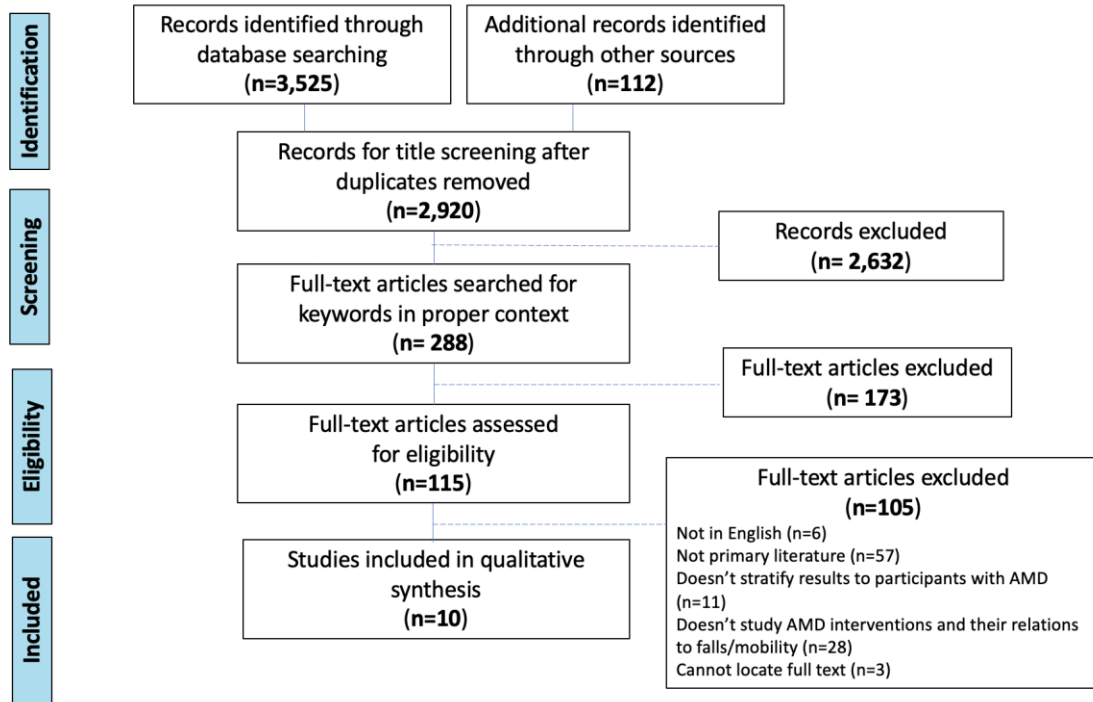 Identification
Records identified through
database searching
(n=3,525)
Additional records identified
through other sources
(n=112)
Records for title screening after
duplicates removed
(n=2,920)
Screening
Records excluded
(n= 2,632)
Full-text articles searched for
keywords in proper context
(n= 288)
Full-text articles excluded
(n= 173)
Eligibility
Full-text articles assessed
for eligibility
(n=115)
Full-text articles excluded
(n=105)
Not in English (n=6)
Not primary literature (n=57)
Doesn’t stratify results to participants with AMD
(n=11)
Doesn’t study AMD interventions and their relations
to falls/mobility (n=28)
Cannot locate full text (n=3)
Included
Studies included in qualitative
synthesis
(n=10)